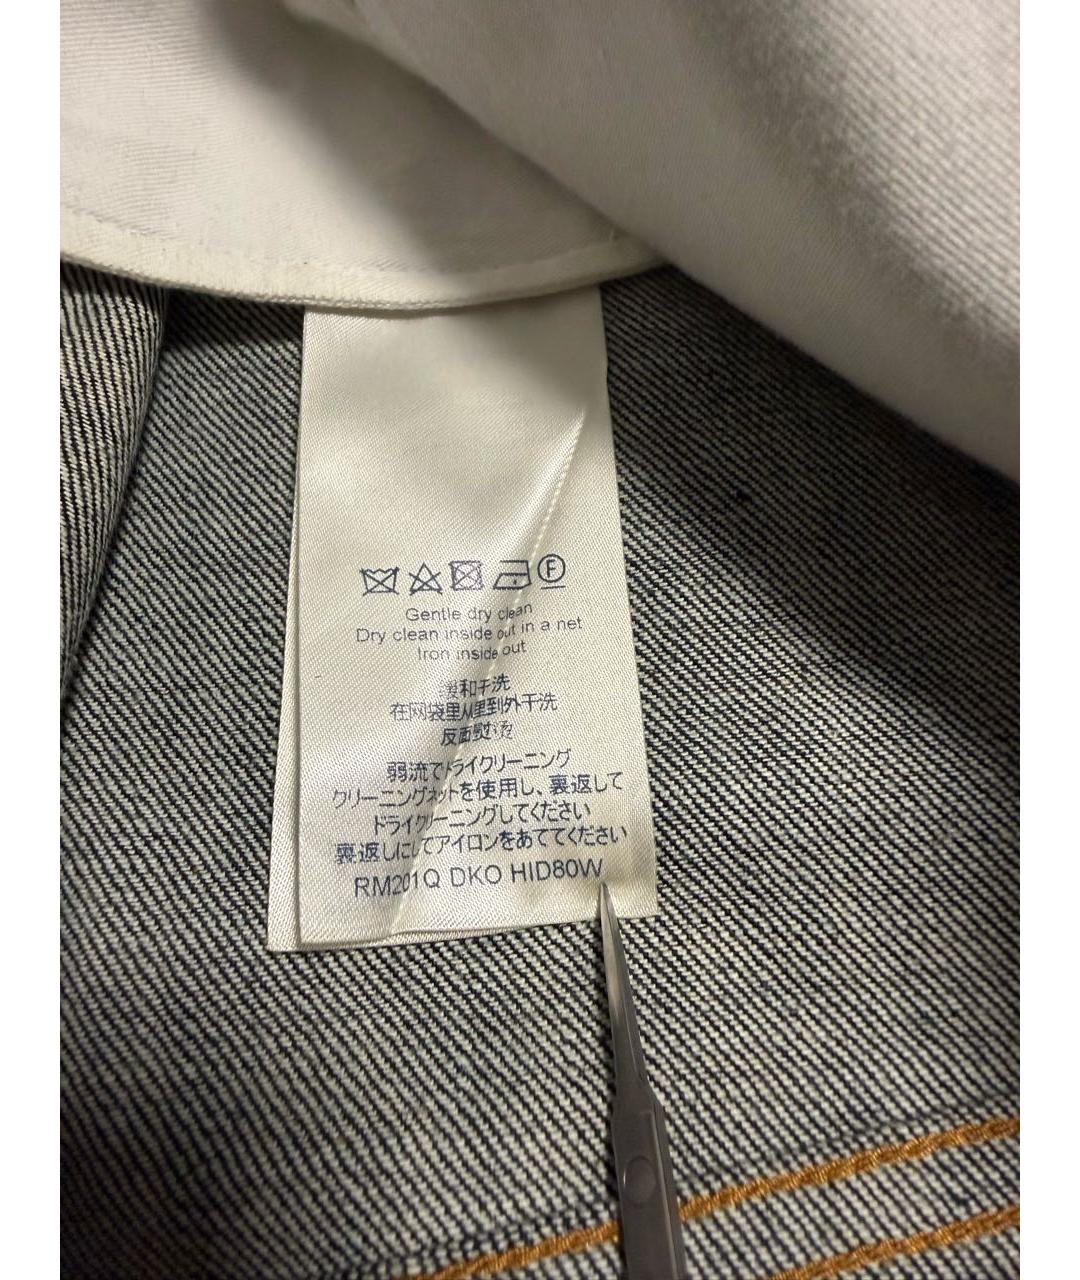 F
Gentle dry clean
Dry clean inside out in a net
Iron inside out
缓和干洗
在网袋里从里到外干洗
反面熨烫
弱流でドライクリーニング
クリーニングネットを使用し、裏返して
ドライクリーニングしてください
裏返しにしてアイロンをあててください
RM201Q DKO HID80W